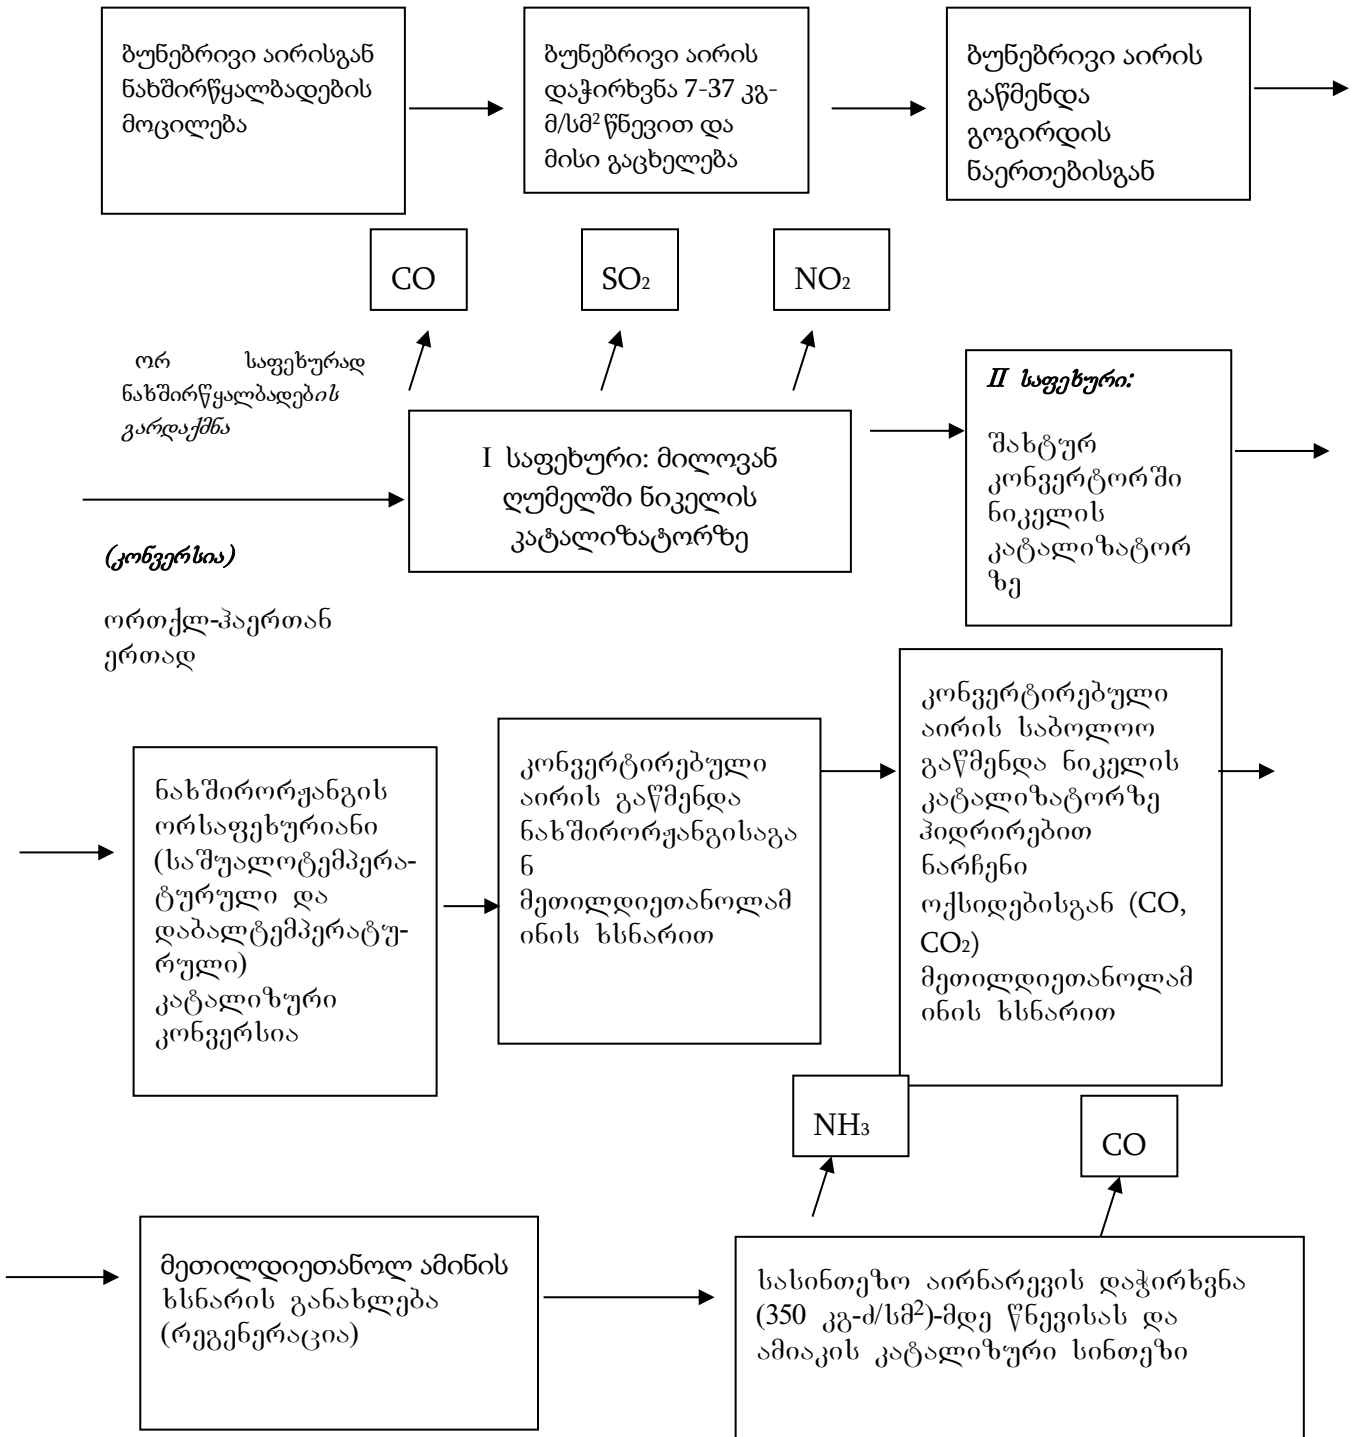 ბუნებრივი აირისგან
ნახშირწყალბადების
მოცილება
ბუნებრივი აირის
დაჭირხვნა 7-37 კგ-
მ/სმ² წნევით და
მისი გაცხელება
ბუნებრივი აირის
გაწმენდა
გოგირდის
ნაერთებისგან
CO
SO₂
NO₂
ორ საფეხურად
ნახშირწყალბადების
გარდაქმნა
(კონვერსია)
ორთქლ-ჰაერთან
ერთად
I საფეხური: მილოვან
ღუმელში ნიკელის
კატალიზატორზე
II საფეხური:
შახტურ
კონვერტორში
ნიკელის
კატალიზატორ
ზე
ნახშირორჟანგის
ორსაფეხურიანი
(საშუალოტემპერა-
ტურული და
დაბალტემპერატუ-
რული)
კატალიზური
კონვერსია
კონვერტირებული
აირის გაწმენდა
ნახშირორჟანგისაგა
ნ
მეთილდიეთანოლამ
ინის ხსნარით
კონვერტირებული
აირის საბოლოო
გაწმენდა ნიკელის
კატალიზატორზე
ჰიდრირებით
ნარჩენი
ოქსიდებისგან (CO,
CO₂)
მეთილდიეთანოლამ
ინის ხსნარით
NH₃
CO
მეთილდიეთანოლ ამინის
ხსნარის განახლება
(რეგენერაცია)
სასინთეზო აირნარევის დაჭირხვნა
(350 კგ-ძ/სმ²)-მდე წნევისას და
ამიაკის კატალიზური სინთეზი